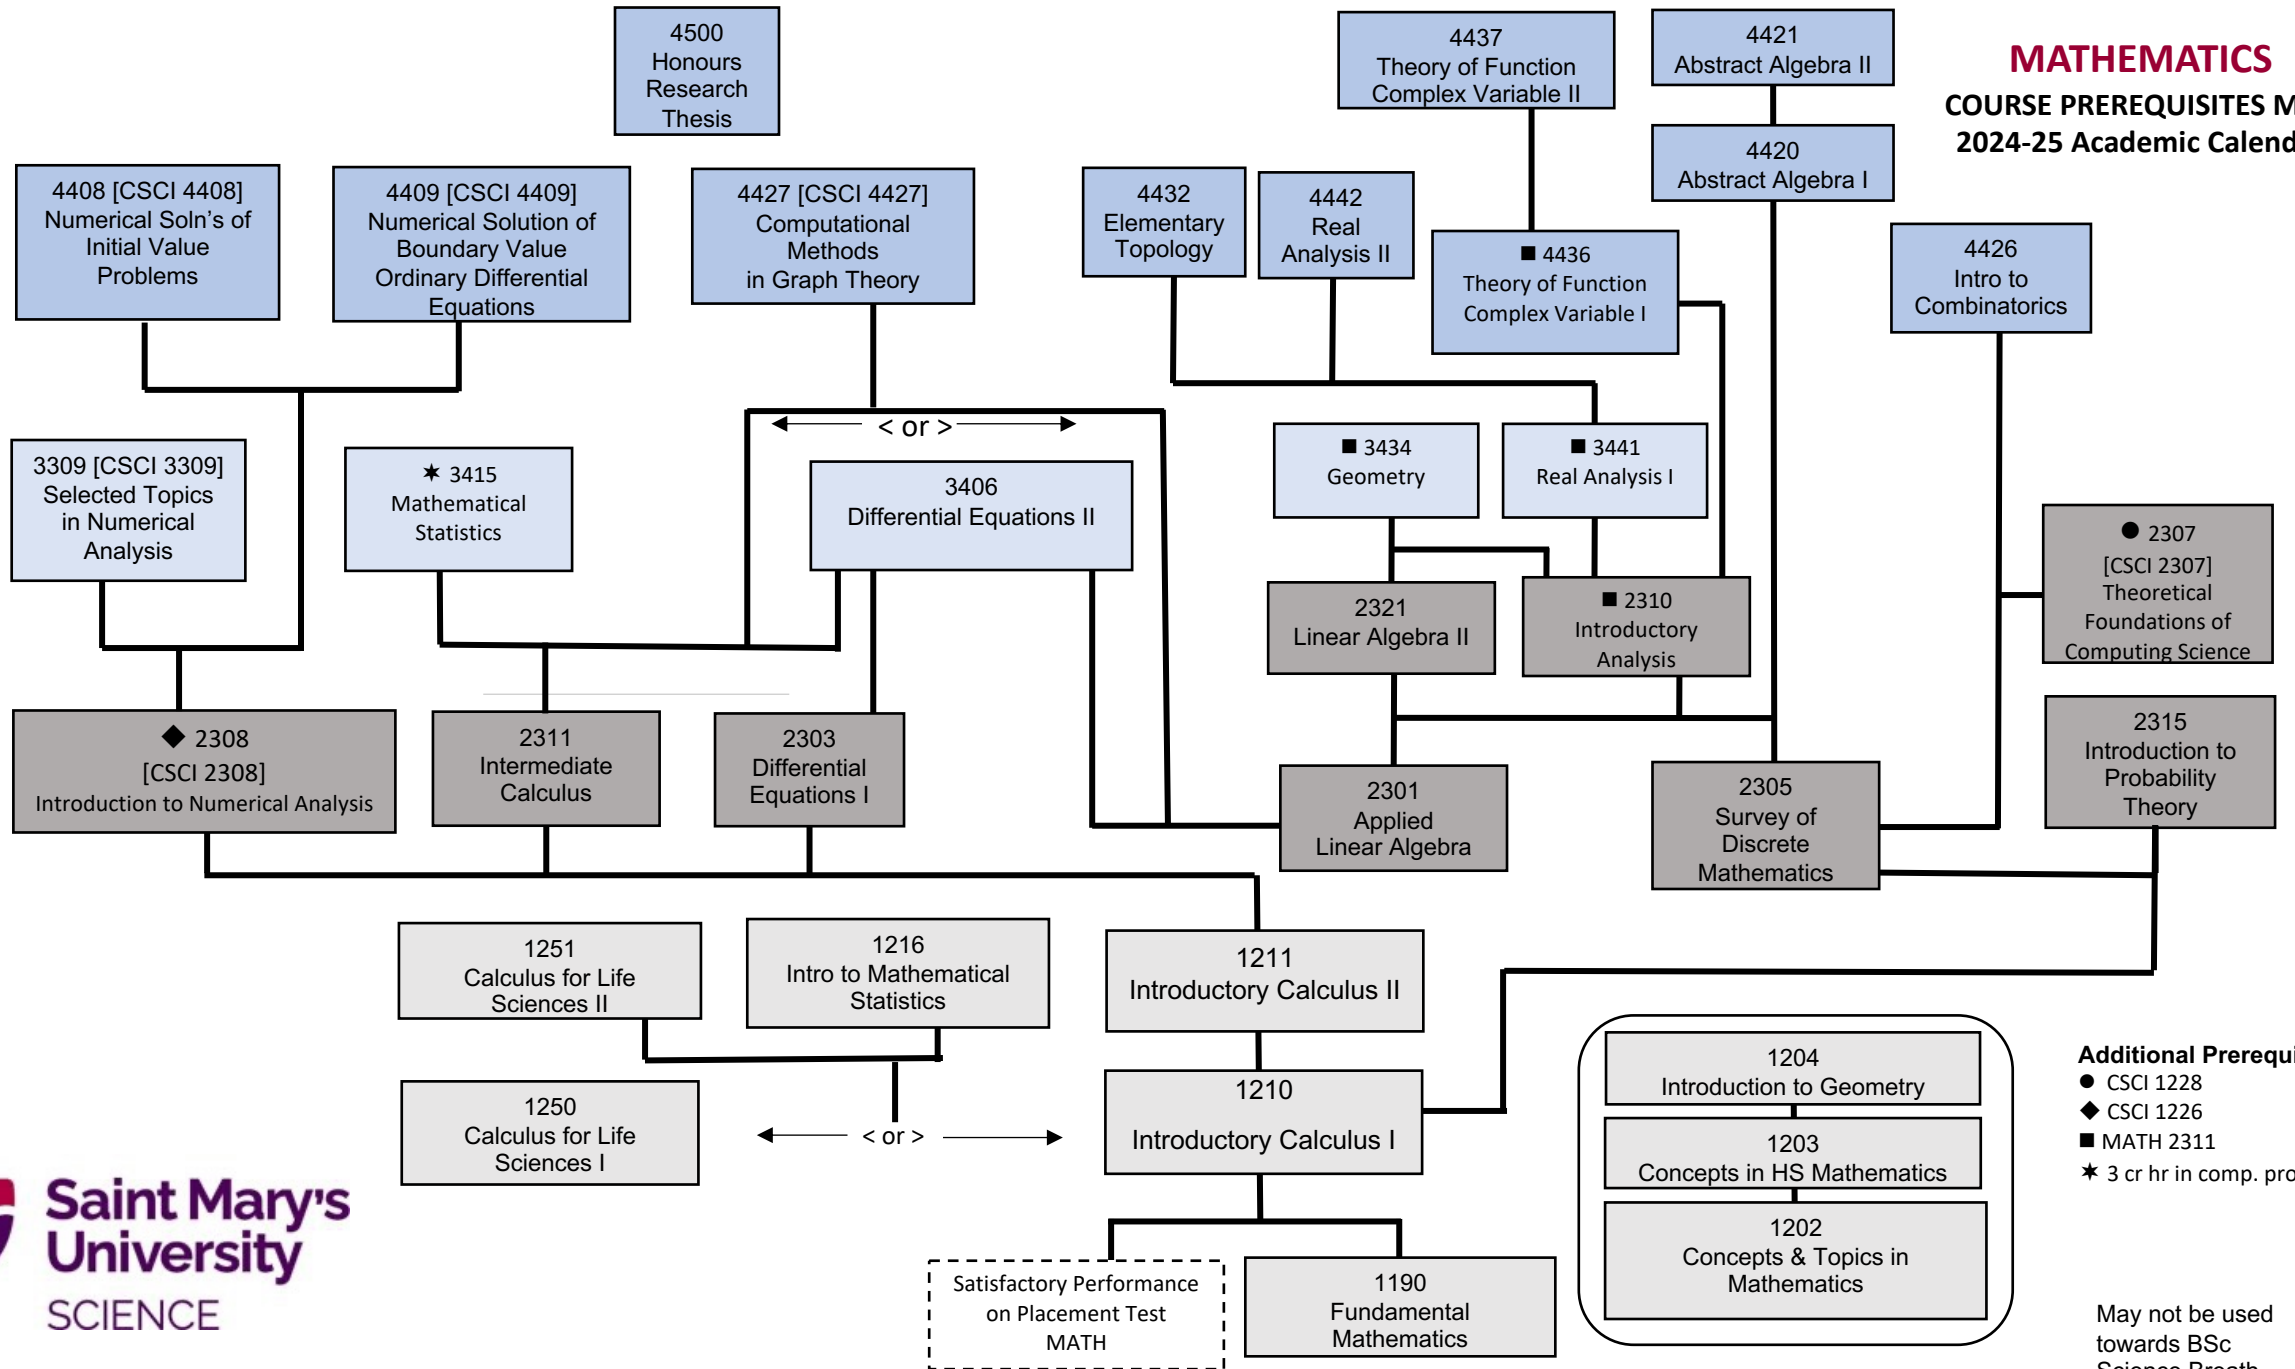 MATHEMATICS
COURSE PREREQUISITES M
2024-25 Academic Calend
4500
Honours
Research
Thesis
4437
Theory of Function
Complex Variable II
4421
Abstract Algebra II
4420
Abstract Algebra I
4408 [CSCI 4408]
Numerical Soln's of
Initial Value
Problems
4409 [CSCI 4409]
Numerical Solution of
Boundary Value
Ordinary Differential
Equations
4427 [CSCI 4427]
Computational
Methods
in Graph Theory
4432
Elementary
Topology
4442
Real
Analysis II
■ 4436
Theory of Function
Complex Variable I
4426
Intro to
Combinatorics
< or >
3309 [CSCI 3309]
Selected Topics
in Numerical
Analysis
✶ 3415
Mathematical
Statistics
3406
Differential Equations II
■ 3434
Geometry
■ 3441
Real Analysis I
● 2307
[CSCI 2307]
Theoretical
Foundations of
Computing Science
2321
Linear Algebra II
■ 2310
Introductory
Analysis
◆ 2308
[CSCI 2308]
Introduction to Numerical Analysis
2311
Intermediate
Calculus
2303
Differential
Equations I
2301
Applied
Linear Algebra
2305
Survey of
Discrete
Mathematics
2315
Introduction to
Probability
Theory
1251
Calculus for Life
Sciences II
1216
Intro to Mathematical
Statistics
1211
Introductory Calculus II
1250
Calculus for Life
Sciences I
< or >
1210
Introductory Calculus I
1204
Introduction to Geometry
1203
Concepts in HS Mathematics
1202
Concepts & Topics in
Mathematics
Additional Prerequi
● CSCI 1228
◆ CSCI 1226
■ MATH 2311
✶ 3 cr hr in comp. pro
Satisfactory Performance
on Placement Test
MATH
1190
Fundamental
Mathematics
May not be used
towards BSc
Science Breath
Saint Mary's
University
SCIENCE